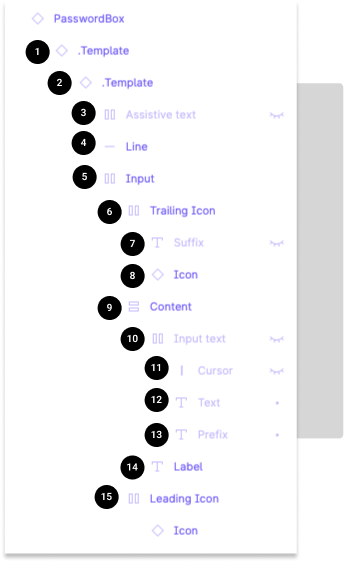 PasswordBox
1 .Template
2 .Template
3 Assistive text
4 Line
5 Input
6 Trailing Icon
7 Suffix
8 Icon
9 Content
10 Input text
11 Cursor
12 Text
13 Prefix
14 Label
15 Leading Icon
Icon